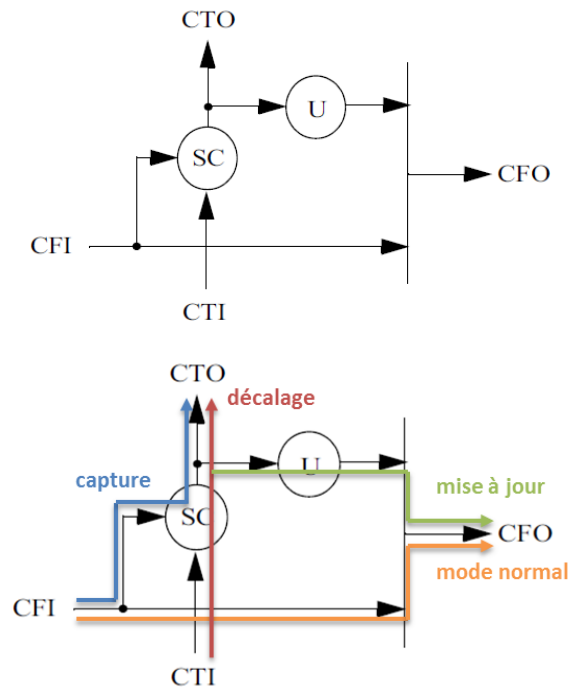 CTO
U
SC
CFO
CFI
CTI
CTO
décalage
capture
U
mise à jour
SC
CFO
mode normal
CFI
CTI